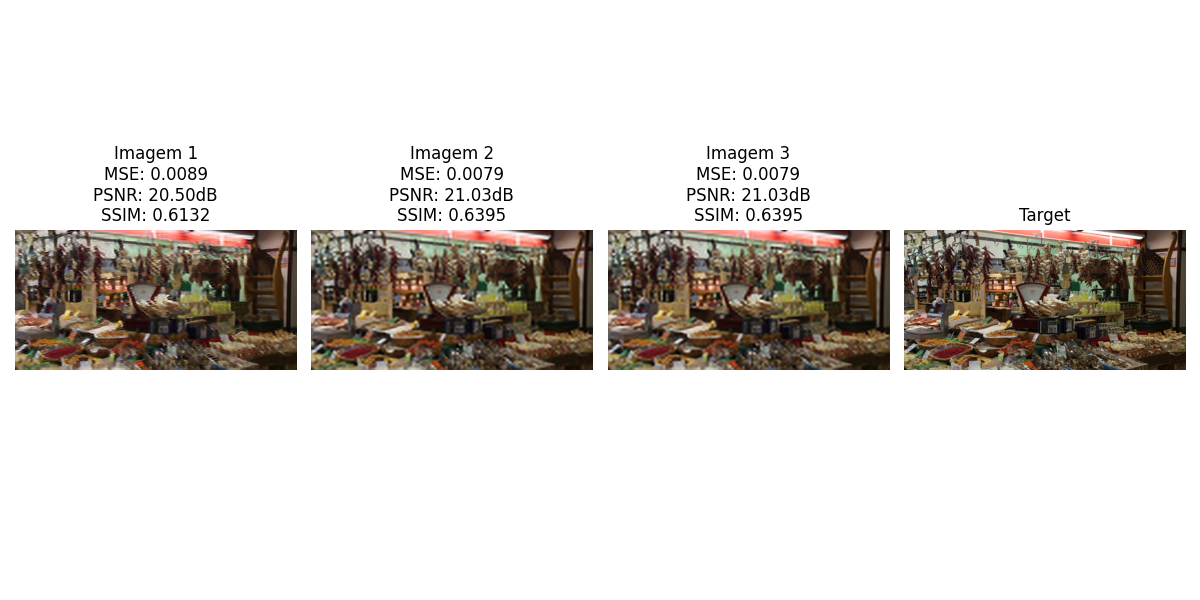 Imagem 1
MSE: 0.0089
PSNR: 20.50dB
SSIM: 0.6132
Imagem 2
MSE: 0.0079
PSNR: 21.03dB
SSIM: 0.6395
Imagem 3
MSE: 0.0079
PSNR: 21.03dB
SSIM: 0.6395
Target